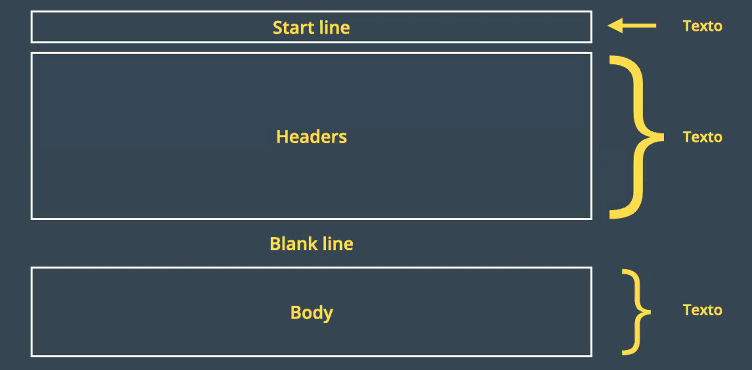 Start line
Texto
Headers
Texto
Blank line
Body
Texto